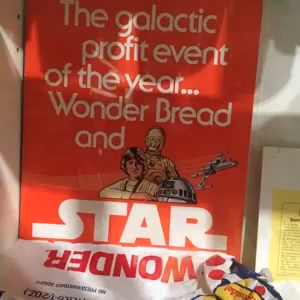 The galactic
profit event
of the year...
Wonder Bread
and
STAR
WONDER